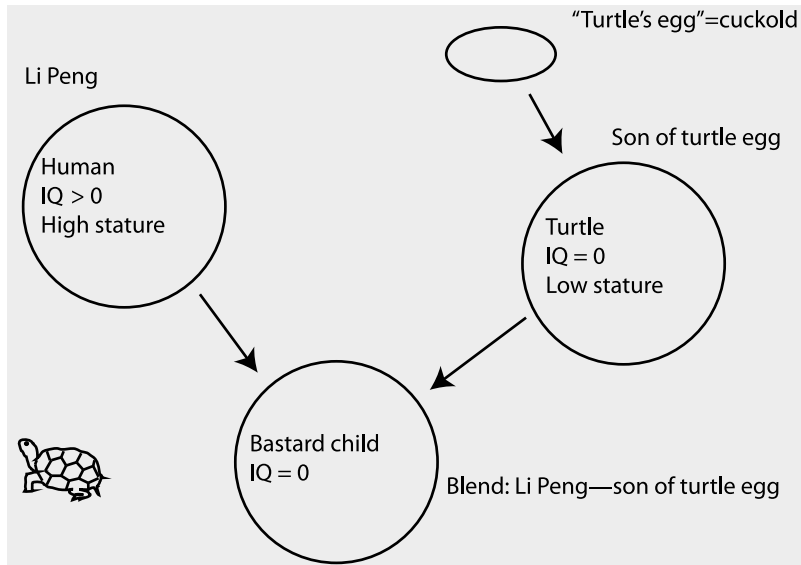 "Turtle's egg"=cuckold
Li Peng
Human
IQ > 0
High stature
Son of turtle egg
Turtle
IQ = 0
Low stature
Bastard child
IQ = 0
Blend: Li Peng—son of turtle egg